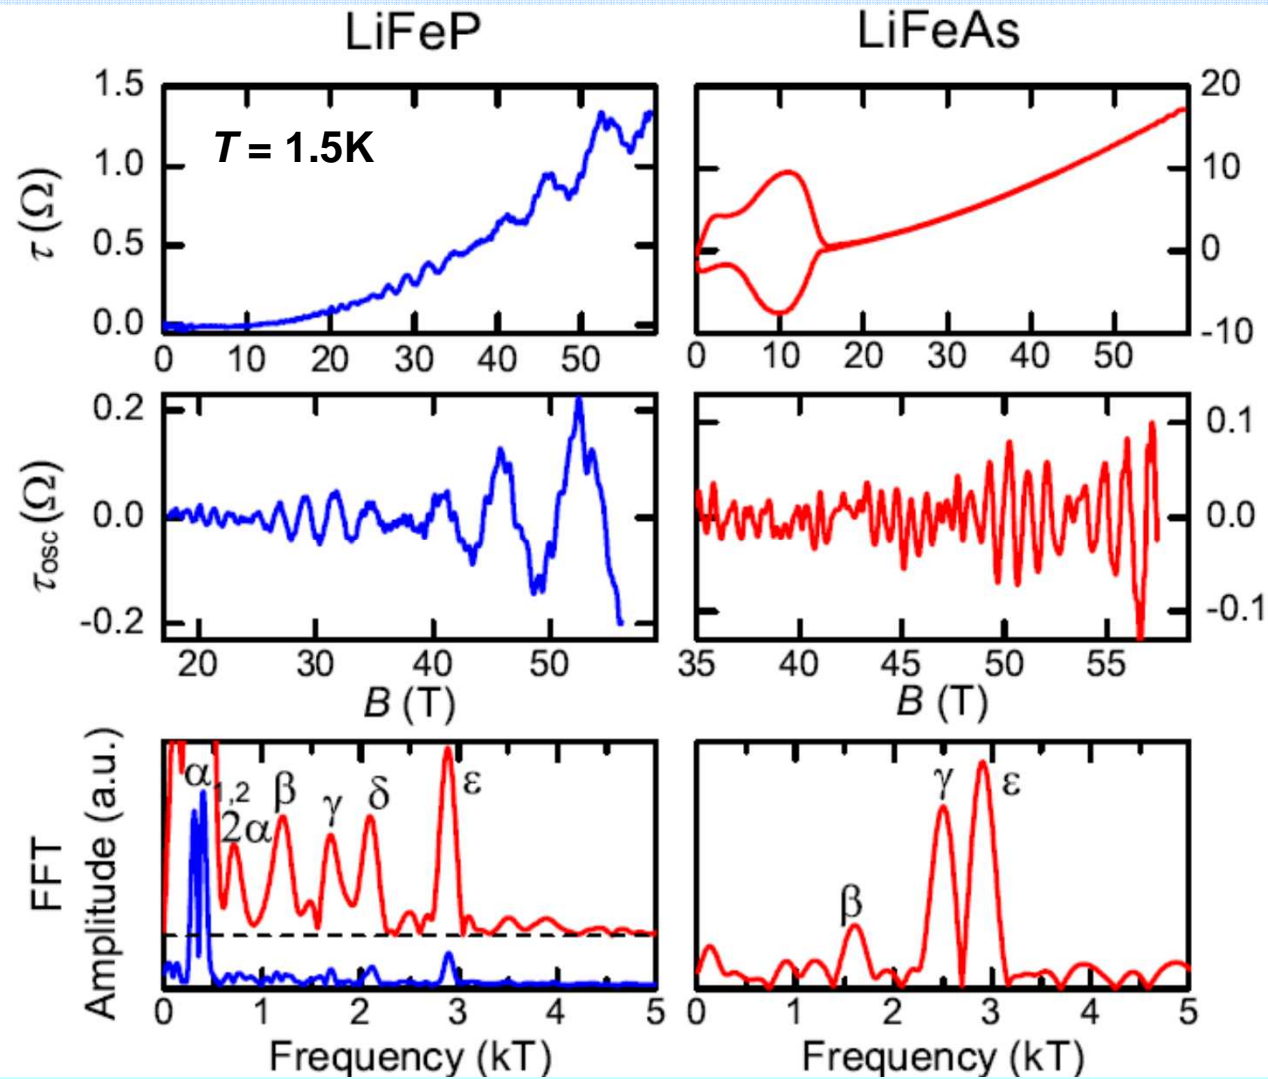 LiFeP
LiFeAs
T = 1.5K
τ (Ω)
1.5
1.0
0.5
0.0
0 10 20 30 40 50
20
10
0
-10
0 10 20 30 40 50
τosc (Ω)
0.2
0.0
-0.2
20 30 40 50
B (T)
0.1
0.0
-0.1
35 40 45 50 55
B (T)
FFT
Amplitude (a.u.)
α1,2
2α
β
γ
δ
ε
0 1 2 3 4 5
Frequency (kT)
β
γ
ε
0 1 2 3 4 5
Frequency (kT)